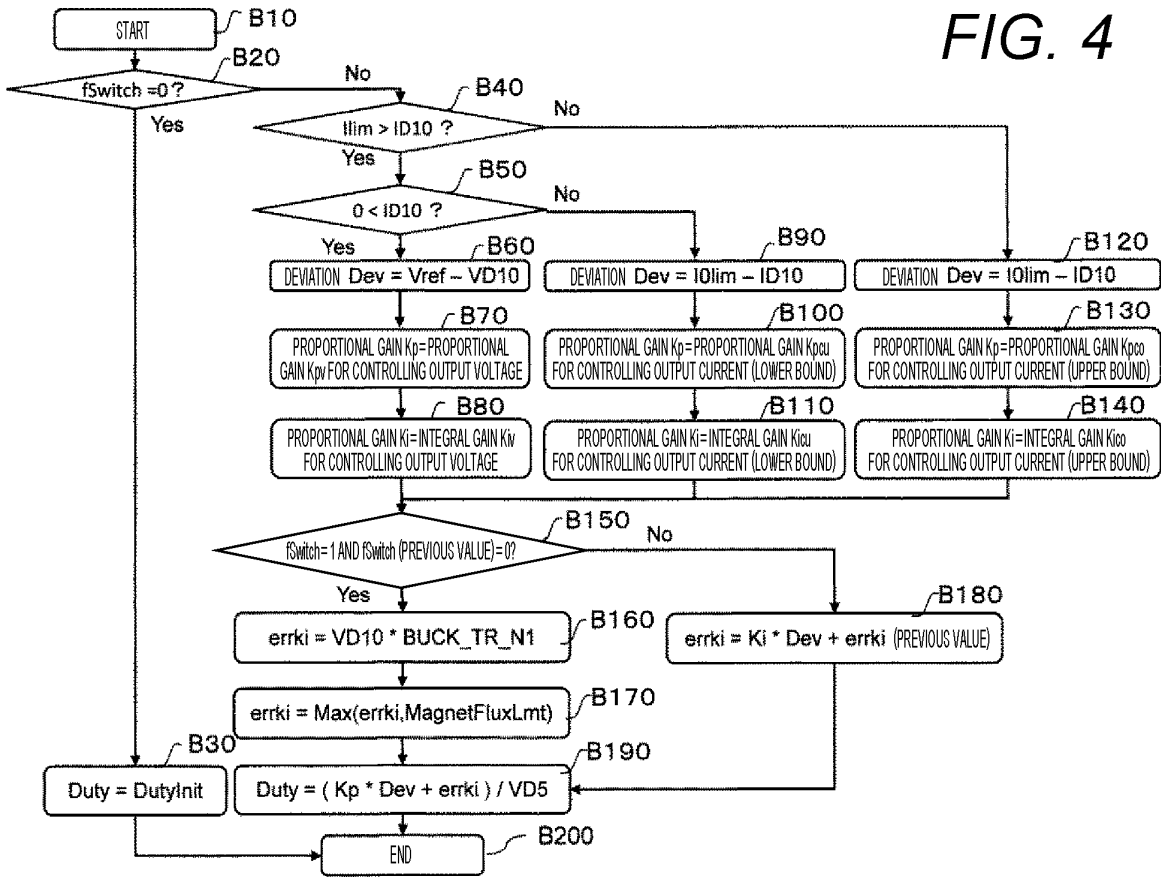 FIG. 4
START
B10
fSwitch =0?
B20
No
Yes
Ilim > ID10 ?
B40
No
Yes
0 < ID10 ?
B50
No
Yes
B60
DEVIATION Dev = Vref – VD10
B90
DEVIATION Dev = I0lim – ID10
B120
DEVIATION Dev = I0lim – ID10
B70
PROPORTIONAL GAIN Kp = PROPORTIONAL
GAIN Kpv FOR CONTROLLING OUTPUT VOLTAGE
B100
PROPORTIONAL GAIN Kp = PROPORTIONAL GAIN Kpcu
FOR CONTROLLING OUTPUT CURRENT (LOWER BOUND)
B130
PROPORTIONAL GAIN Kp = PROPORTIONAL GAIN Kpco
FOR CONTROLLING OUTPUT CURRENT (UPPER BOUND)
B80
PROPORTIONAL GAIN Ki = INTEGRAL GAIN Kiv
FOR CONTROLLING OUTPUT VOLTAGE
B110
PROPORTIONAL GAIN Ki = INTEGRAL GAIN Kicu
FOR CONTROLLING OUTPUT CURRENT (LOWER BOUND)
B140
PROPORTIONAL GAIN Ki = INTEGRAL GAIN Kico
FOR CONTROLLING OUTPUT CURRENT (UPPER BOUND)
B150
fSwitch = 1 AND fSwitch (PREVIOUS VALUE) = 0?
No
Yes
errki = VD10 * BUCK_TR_N1
B160
B180
errki = Ki * Dev + errki (PREVIOUS VALUE)
errki = Max(errki,MagnetFluxLmt)
B170
B30
Duty = DutyInit
B190
Duty = ( Kp * Dev + errki ) / VD5
END
B200